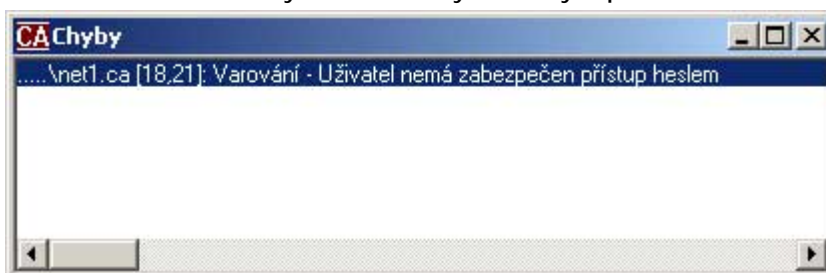 CA Chyby
.....\net1.ca [18,21]: Varování - Uživatel nemá zabezpečen přístup heslem